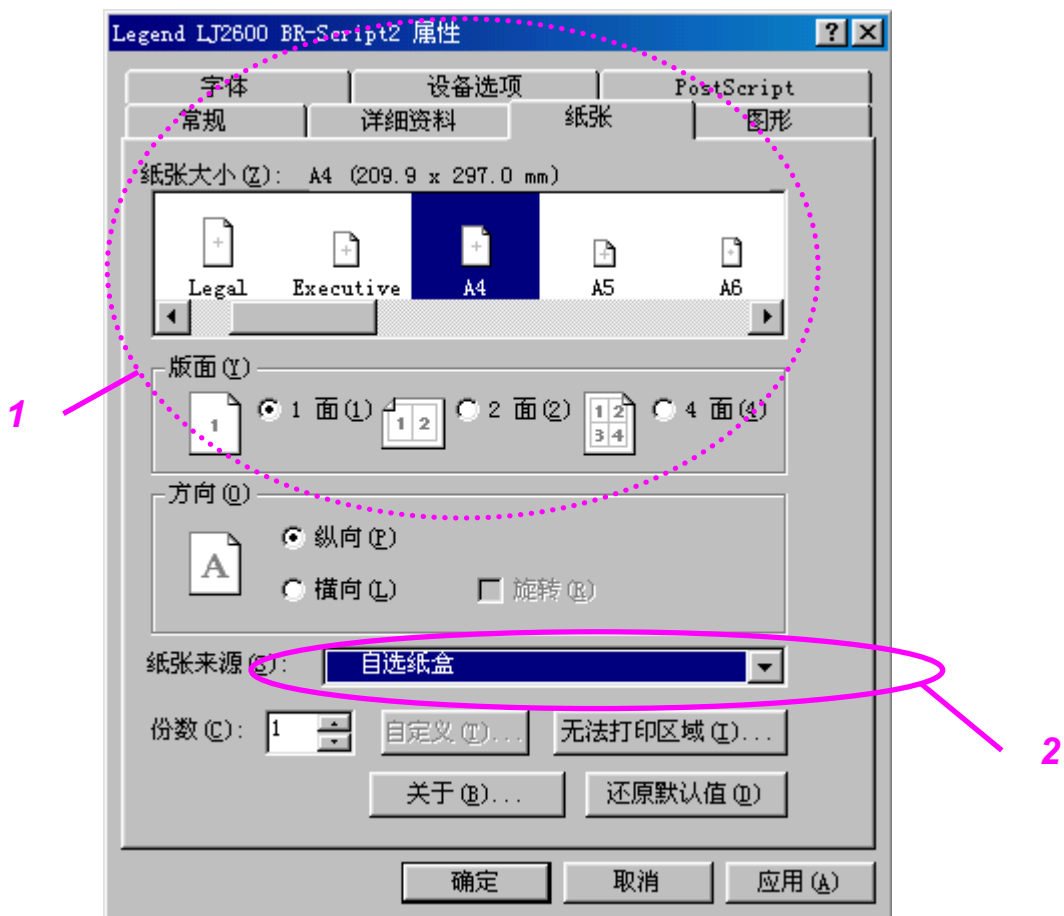 Legend LJ2600 BR-Script2 属性
字体 设备选项 PostScript
常规 详细资料 纸张 图形
纸张大小(Z): A4 (209.9 x 297.0 mm)
Legal Executive A4 A5 A6
版面(Y)
1
1 面(1)
1 2
2 面(2)
1 2
3 4
4 面(4)
1
方向(O)
A
纵向(P)
横向(L) 旋转(R)
纸张来源(S): 自选纸盒
份数(C): 1 自定义(T)... 无法打印区域(I)...
2
关于(B)... 还原默认值(D)
确定 取消 应用(A)